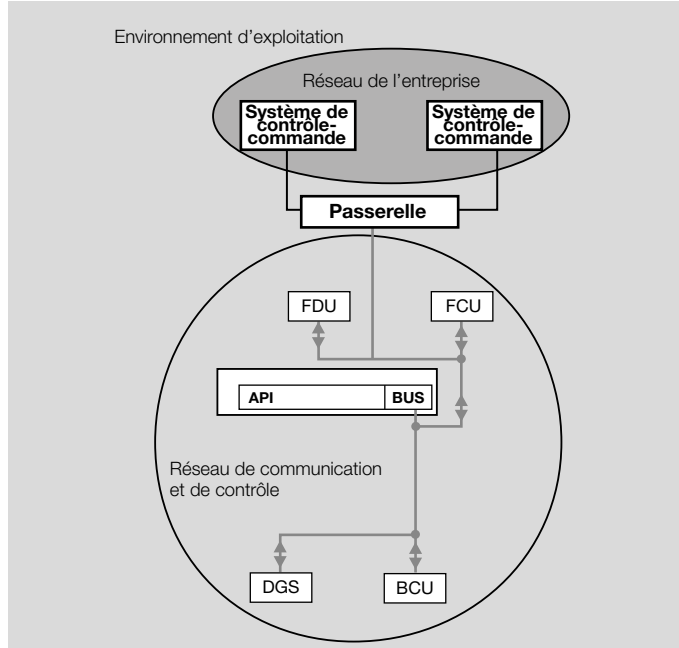 Environnement d'exploitation
Réseau de l'entreprise
Système de
contrôle-
commande
Système de
contrôle-
commande
Passerelle
FDU
FCU
API
BUS
Réseau de communication
et de contrôle
DGS
BCU